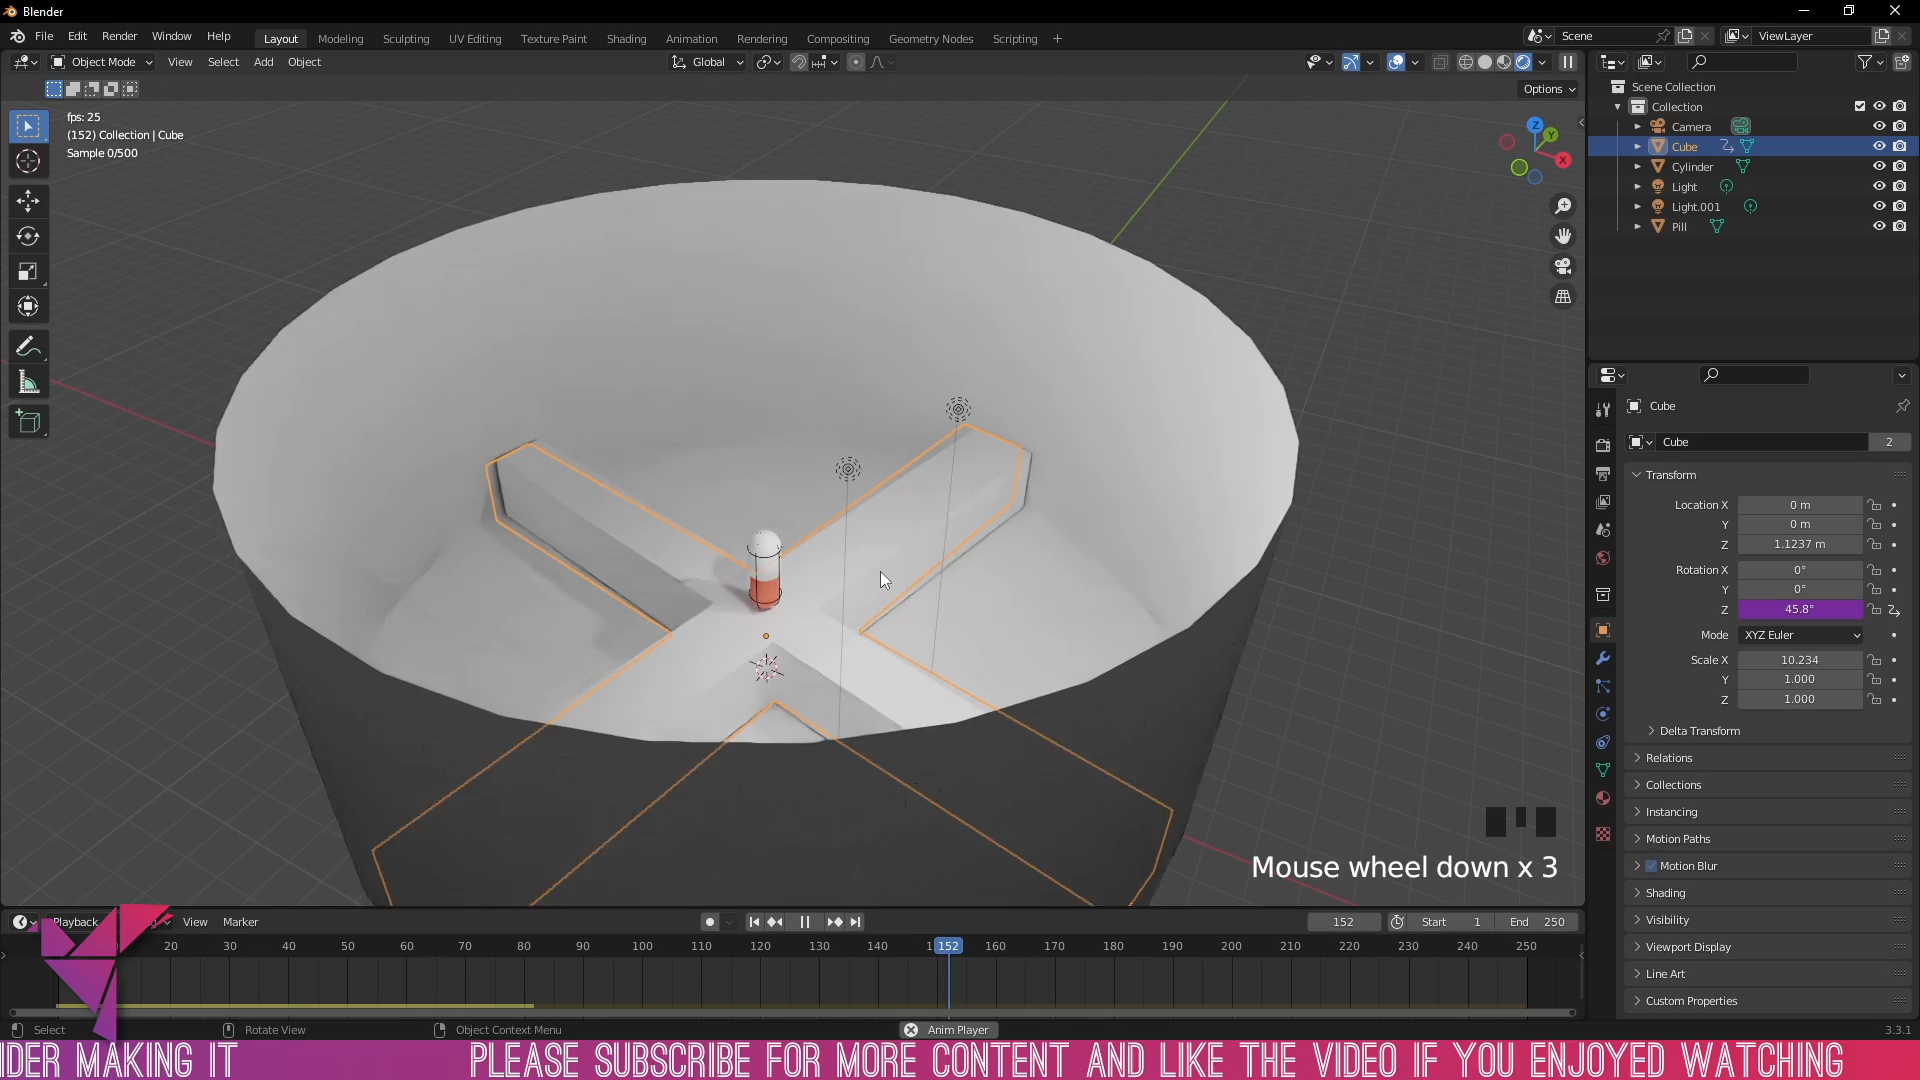 Blender
File Edit Render Window Help
Layout Modeling Sculpting UV Editing Texture Paint Shading Animation Rendering Compositing Geometry Nodes Scripting +
Scene ViewLayer
Object Mode View Select Add Object
Global
Options
fps: 25
(152) Collection | Cube
Sample 0/500
Z
Y
X
Scene Collection
Collection
Camera
Cube
Cylinder
Light
Light.001
Pill
Cube
Cube 2
Transform
Location X 0 m
Y 0 m
Z 1.1237 m
Rotation X 0°
Y 0°
Z 45.8°
Mode XYZ Euler
Scale X 10.234
Y 1.000
Z 1.000
Delta Transform
Relations
Collections
Instancing
Motion Paths
Motion Blur
Shading
Visibility
Viewport Display
Line Art
Custom Properties
Mouse wheel down x 3
Playback View Marker
152 Start 1 End 250
20 30 40 50 60 70 80 90 100 110 120 130 140 152 160 170 180 190 200 210 220 230 240 250
Select Rotate View Object Context Menu Anim Player 3.3.1
MAKING IT PLEASE SUBSCRIBE FOR MORE CONTENT AND LIKE THE VIDEO IF YOU ENJOYED WATCHING